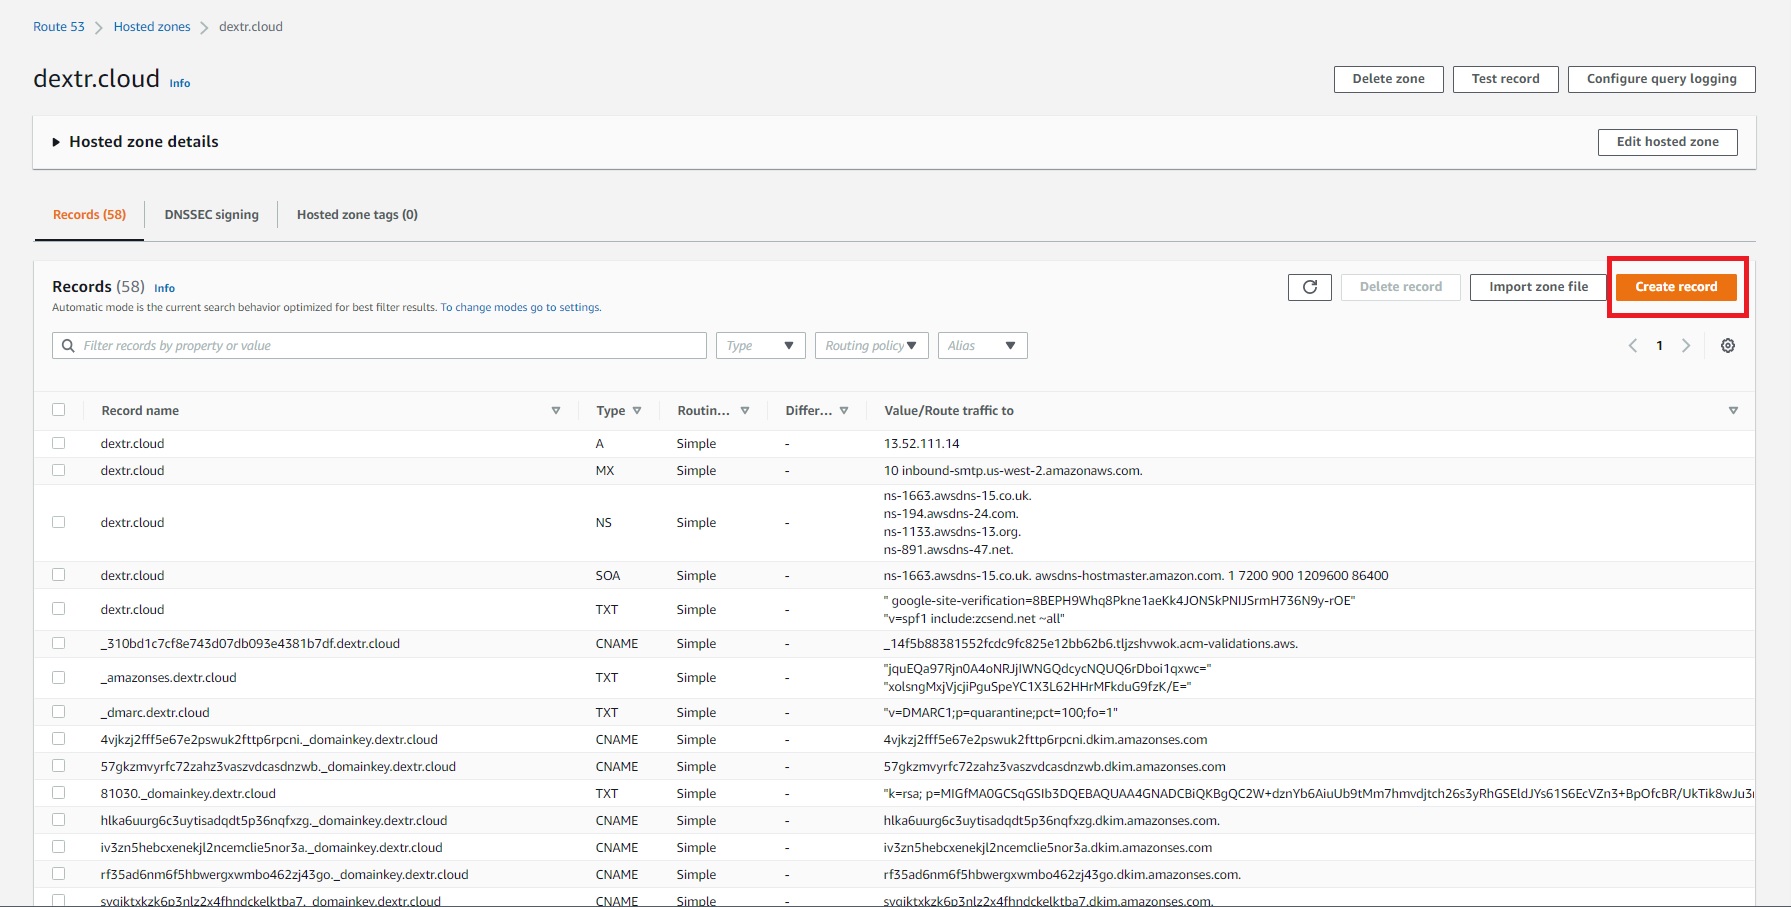 Route 53 > Hosted zones > dextr.cloud
dextr.cloud Info
Delete zone Test record Configure query logging
Hosted zone details
Edit hosted zone
Records (58) DNSSEC signing Hosted zone tags (0)
Records (58) Info
Delete record Import zone file Create record
Automatic mode is the current search behavior optimized for best filter results. To change modes go to settings.
Filter records by property or value Type Routing policy Alias
1
Record name Type Routin... Differ... Value/Route traffic to
dextr.cloud A Simple - 13.52.111.14
dextr.cloud MX Simple - 10 inbound-smtp.us-west-2.amazonaws.com.
dextr.cloud NS Simple - ns-1663.awsdns-15.co.uk.
ns-194.awsdns-24.com.
ns-1133.awsdns-13.org.
ns-891.awsdns-47.net.
dextr.cloud SOA Simple - ns-1663.awsdns-15.co.uk. awsdns-hostmaster.amazon.com. 1 7200 900 1209600 86400
dextr.cloud TXT Simple - " google-site-verification=8BEPH9Whq8Pkne1aeKk4JONSkPNIJSrmH736N9y-rOE"
"v=spf1 include:zcsend.net ~all"
_310bd1c7cf8e743d07db093e4381b7df.dextr.cloud CNAME Simple - _14f5b88381552fcdc9fc825e12bb62b6.tljzshvwok.acm-validations.aws.
_amazonses.dextr.cloud TXT Simple - "jquEQa97Rjn0A4oNRJjIWNGQdcycNQUQ6rDboi1qxwc="
"xolsngMxjVjcjiPguSpeYC1X3L62HHrMFkduG9fzK/E="
_dmarc.dextr.cloud TXT Simple - "v=DMARC1;p=quarantine;pct=100;fo=1"
4vjkzj2fff5e67e2pswuk2fttp6rpcni._domainkey.dextr.cloud CNAME Simple - 4vjkzj2fff5e67e2pswuk2fttp6rpcni.dkim.amazonses.com
57gkzmvyrfc72zahz3vaszvdcasdnzwb._domainkey.dextr.cloud CNAME Simple - 57gkzmvyrfc72zahz3vaszvdcasdnzwb.dkim.amazonses.com
81030._domainkey.dextr.cloud TXT Simple - "k=rsa; p=MIGfMA0GCSqGSIb3DQEBAQUAA4GNADCBiQKBgQC2W+dznYb6AiuUb9tMm7hmvdjtch26s3yRhGSEldJYs61S6EcVZn3+BpOfcBR/UkTik8wJu3
hlka6uurg6c3uytisadqdt5p36nqfxzg._domainkey.dextr.cloud CNAME Simple - hlka6uurg6c3uytisadqdt5p36nqfxzg.dkim.amazonses.com.
iv3zn5hebcxenekjl2ncemclie5nor3a._domainkey.dextr.cloud CNAME Simple - iv3zn5hebcxenekjl2ncemclie5nor3a.dkim.amazonses.com
rf35ad6nm6f5hbwergxwmbo462zj43go._domainkey.dextr.cloud CNAME Simple - rf35ad6nm6f5hbwergxwmbo462zj43go.dkim.amazonses.com.
svqiktxkzk6p3nlz2x4fhndckelktba7._domainkey.dextr.cloud CNAME Simple - svqiktxkzk6p3nlz2x4fhndckelktba7.dkim.amazonses.com.